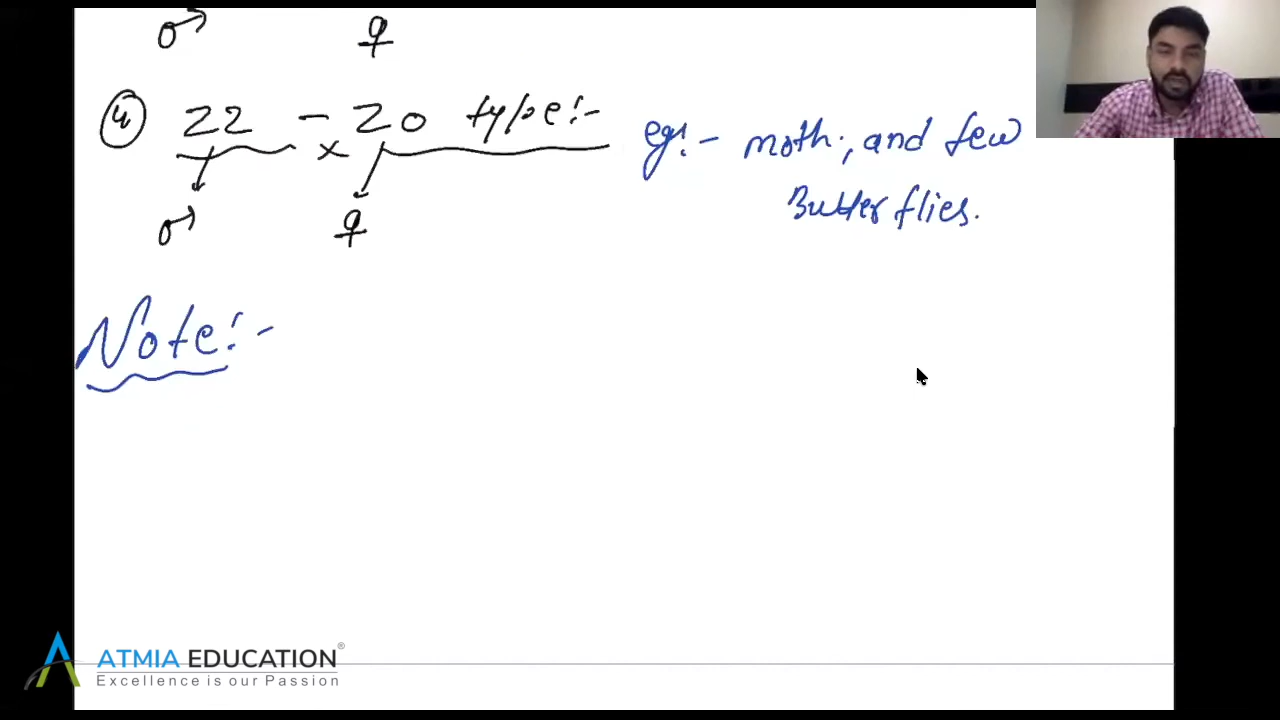 ♂ ♀
④ ZZ - ZO type:- eg:- moth, and few
×
Butterflies.
♂ ♀
Note:-
ATMIA EDUCATION®
Excellence is our Passion